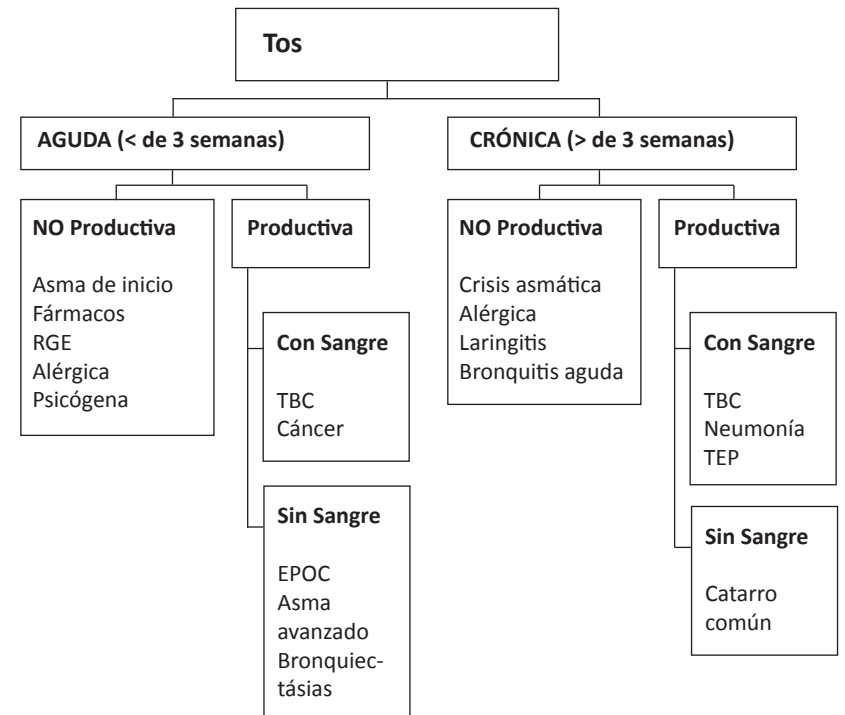 Tos
AGUDA (< de 3 semanas)
NO Productiva
Asma de inicio
Fármacos
RGE
Alérgica
Psicógena
Productiva
Con Sangre
TBC
Cáncer
Sin Sangre
EPOC
Asma
avanzado
Bronquiec-
tásias
CRÓNICA (> de 3 semanas)
NO Productiva
Crisis asmática
Alérgica
Laringitis
Bronquitis aguda
Productiva
Con Sangre
TBC
Neumonía
TEP
Sin Sangre
Catarro
común